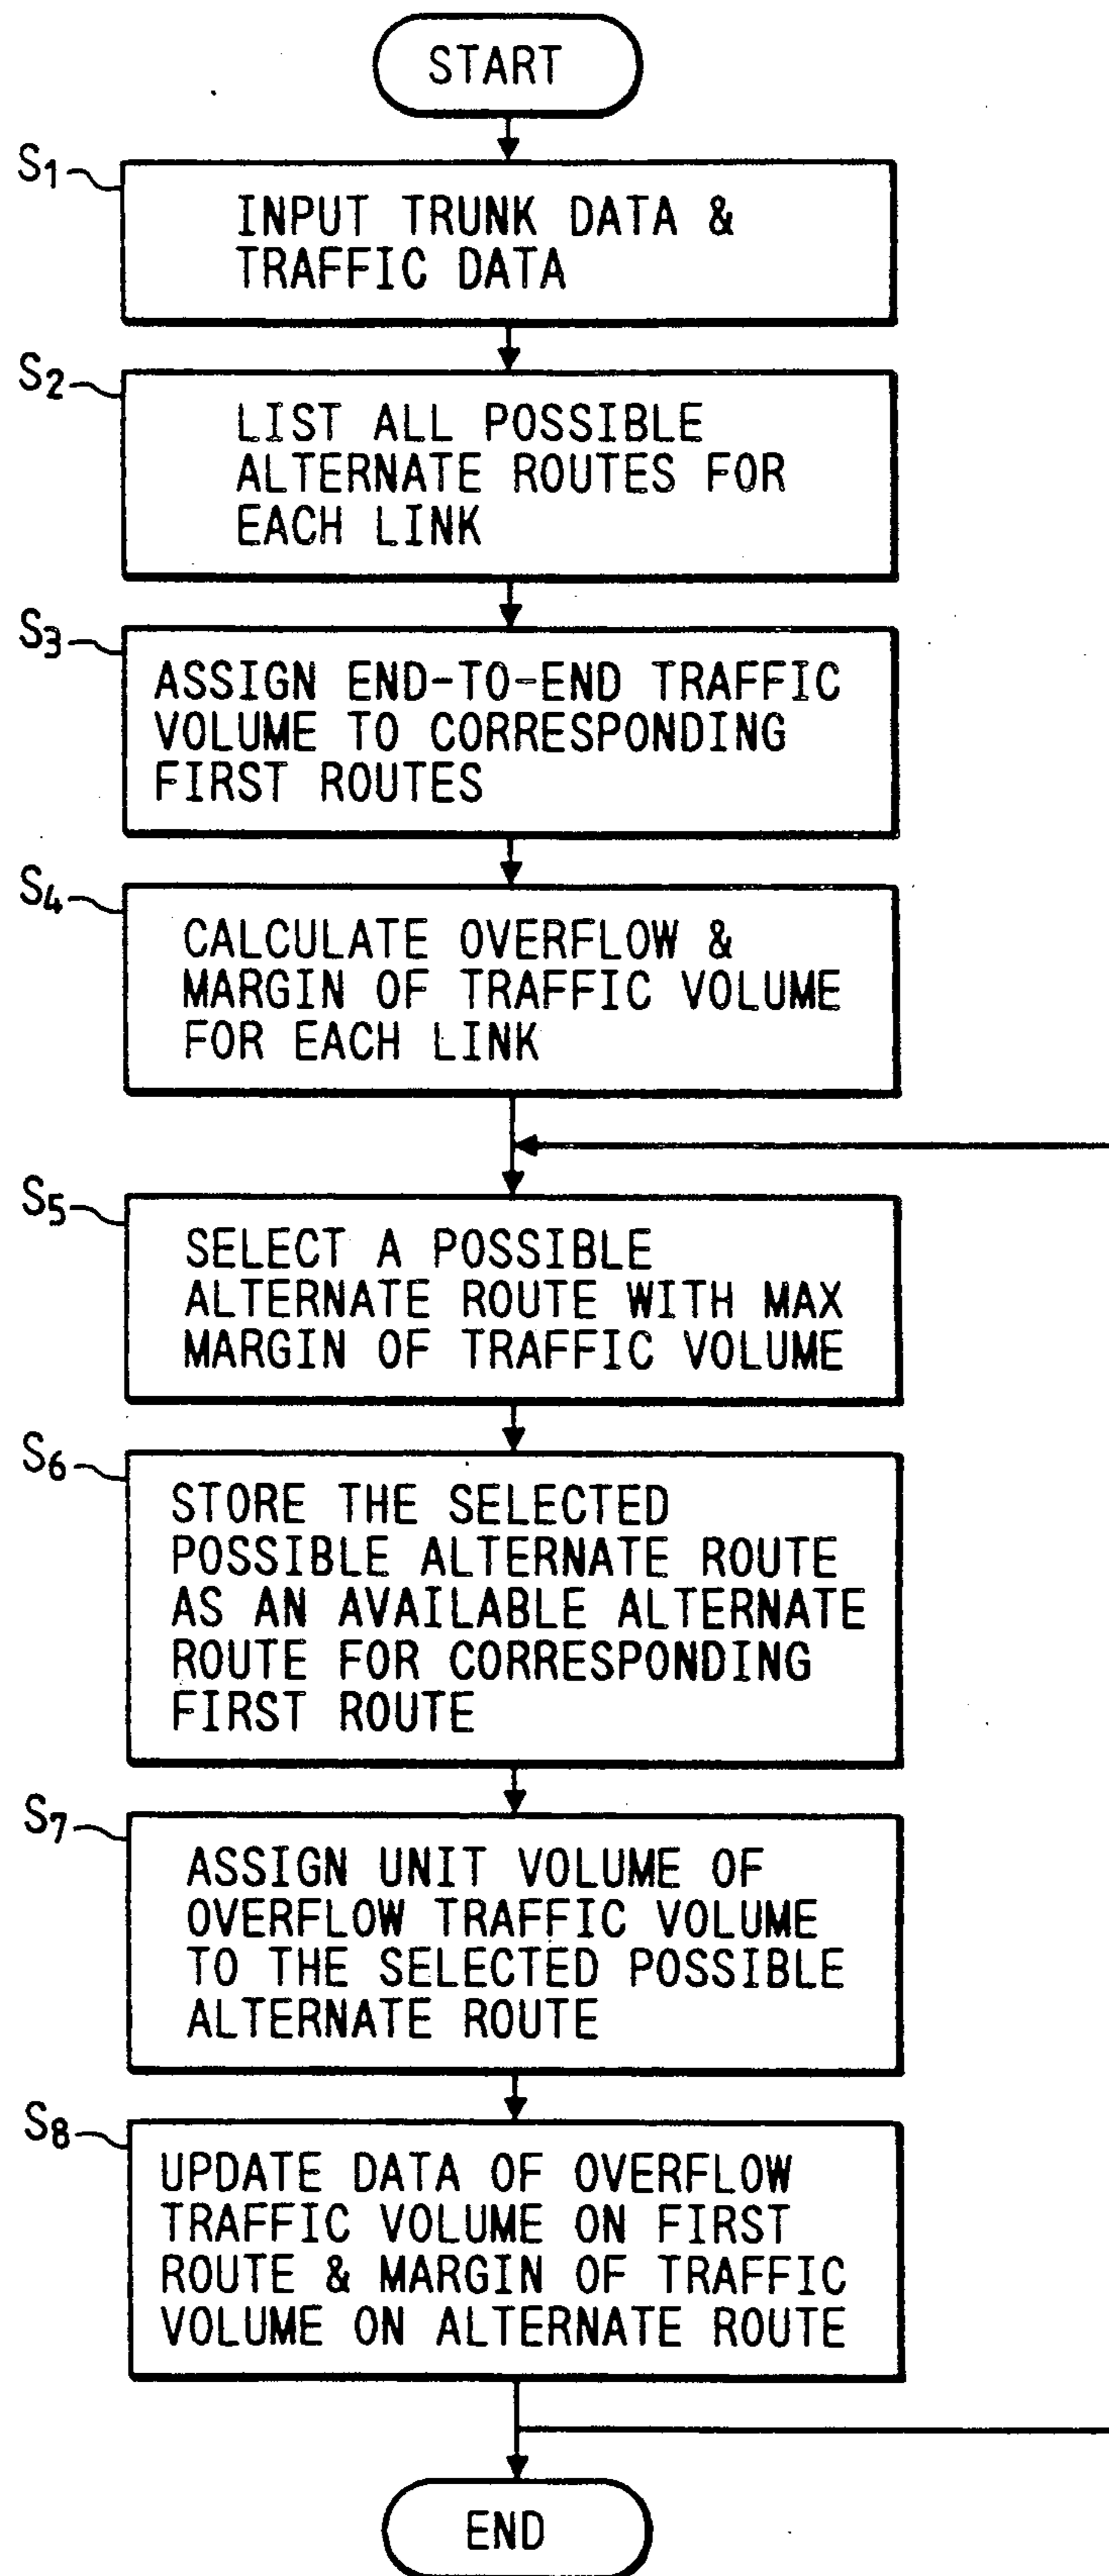 START
S1
INPUT TRUNK DATA &
TRAFFIC DATA
S2
LIST ALL POSSIBLE
ALTERNATE ROUTES FOR
EACH LINK
S3
ASSIGN END-TO-END TRAFFIC
VOLUME TO CORRESPONDING
FIRST ROUTES
S4
CALCULATE OVERFLOW &
MARGIN OF TRAFFIC VOLUME
FOR EACH LINK
S5
SELECT A POSSIBLE
ALTERNATE ROUTE WITH MAX
MARGIN OF TRAFFIC VOLUME
S6
STORE THE SELECTED
POSSIBLE ALTERNATE ROUTE
AS AN AVAILABLE ALTERNATE
ROUTE FOR CORRESPONDING
FIRST ROUTE
S7
ASSIGN UNIT VOLUME OF
OVERFLOW TRAFFIC VOLUME
TO THE SELECTED POSSIBLE
ALTERNATE ROUTE
S8
UPDATE DATA OF OVERFLOW
TRAFFIC VOLUME ON FIRST
ROUTE & MARGIN OF TRAFFIC
VOLUME ON ALTERNATE ROUTE
END